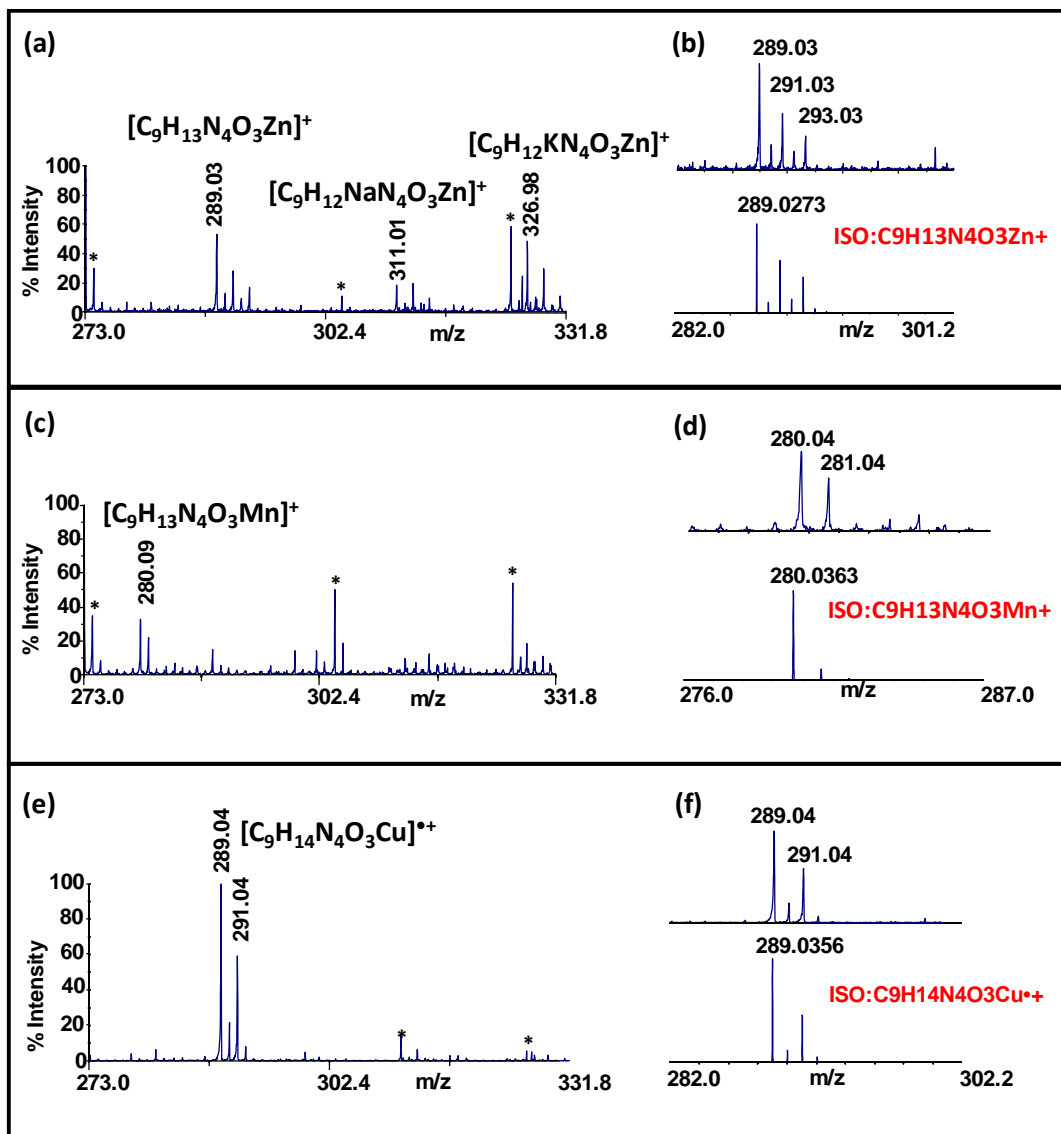 (a)
[C₉H₁₃N₄O₃Zn]⁺
[C₉H₁₂NaN₄O₃Zn]⁺
[C₉H₁₂KN₄O₃Zn]⁺
% Intensity
100
80
60
40
20
0
*
289.03
*
311.01
*
326.98
273.0 302.4 m/z 331.8
(b)
289.03
291.03
293.03
289.0273
ISO:C9H13N4O3Zn+
282.0 m/z 301.2
(c)
[C₉H₁₃N₄O₃Mn]⁺
% Intensity
100
80
60
40
20
0
*
280.09
*
*
273.0 302.4 m/z 331.8
(d)
280.04
281.04
280.0363
ISO:C9H13N4O3Mn+
276.0 m/z 287.0
(e)
[C₉H₁₄N₄O₃Cu]•⁺
% Intensity
100
80
60
40
20
0
289.04
291.04
*
*
273.0 302.4 m/z 331.8
(f)
289.04
291.04
289.0356
ISO:C9H14N4O3Cu•+
282.0 m/z 302.2